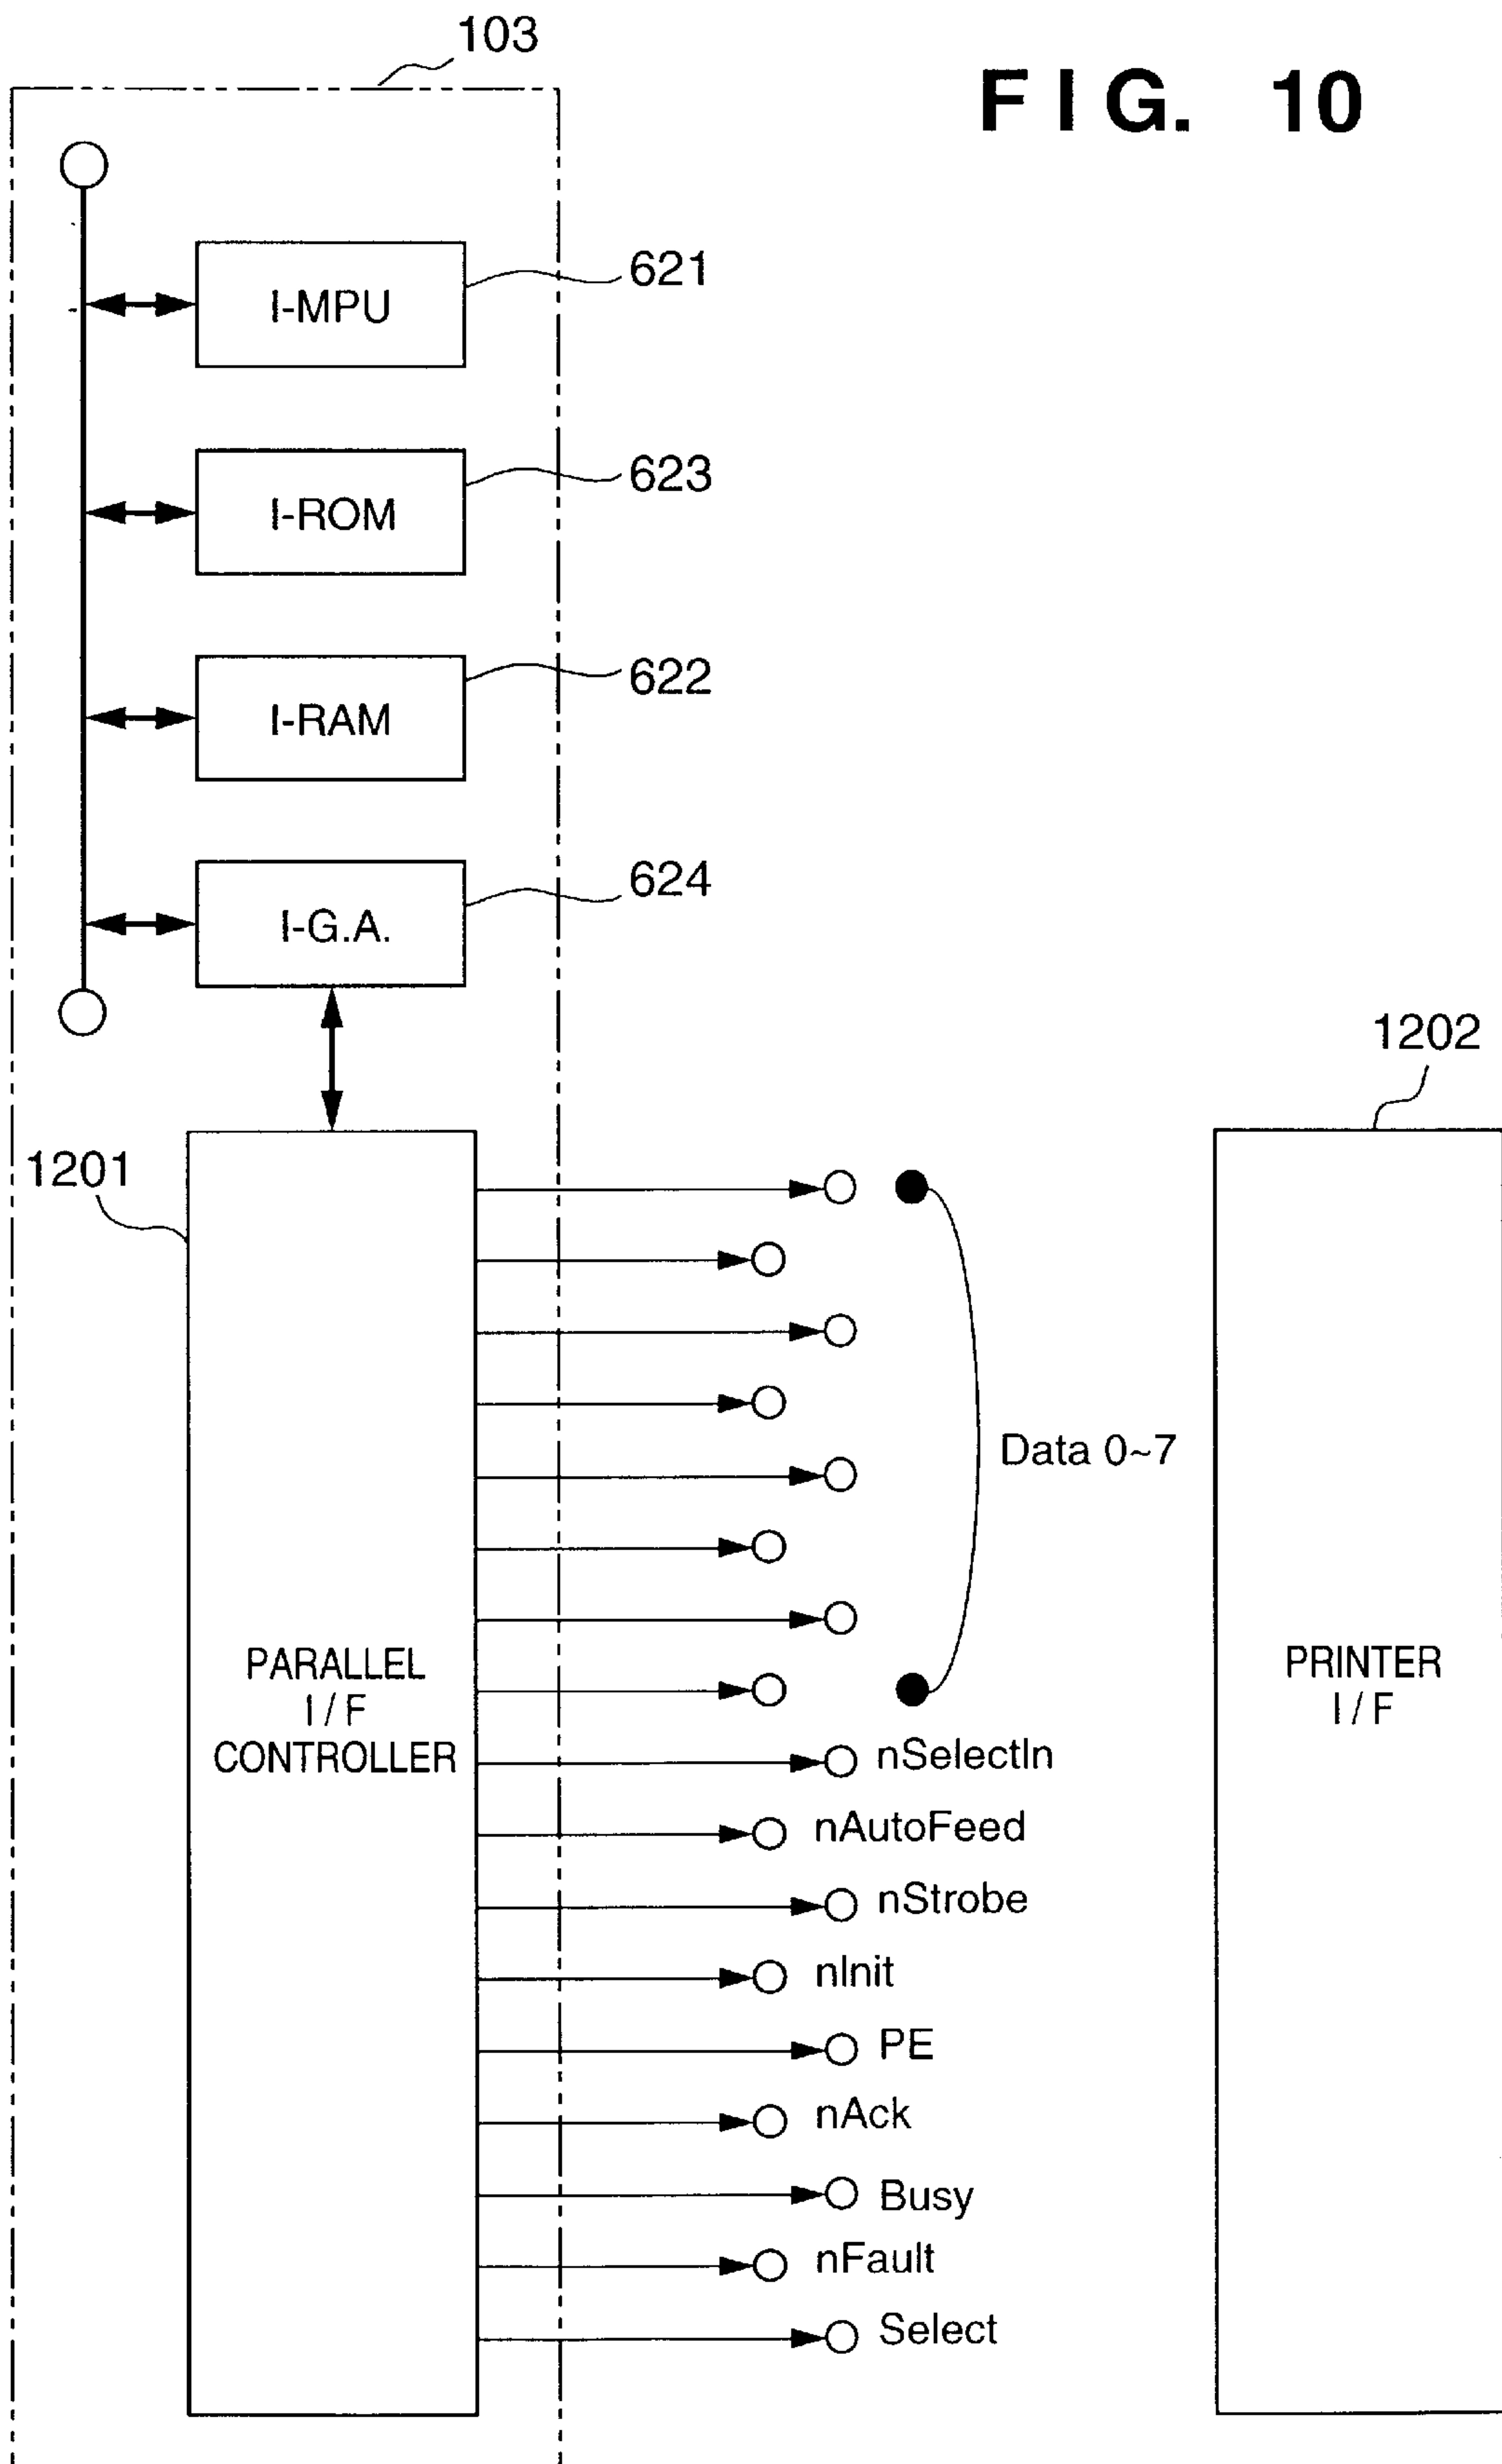 103
FIG. 10
I-MPU
621
I-ROM
623
I-RAM
622
I-G.A.
624
1202
1201
Data 0~7
PARALLEL
I/F
CONTROLLER
PRINTER
I/F
nSelectIn
nAutoFeed
nStrobe
nInit
PE
nAck
Busy
nFault
Select